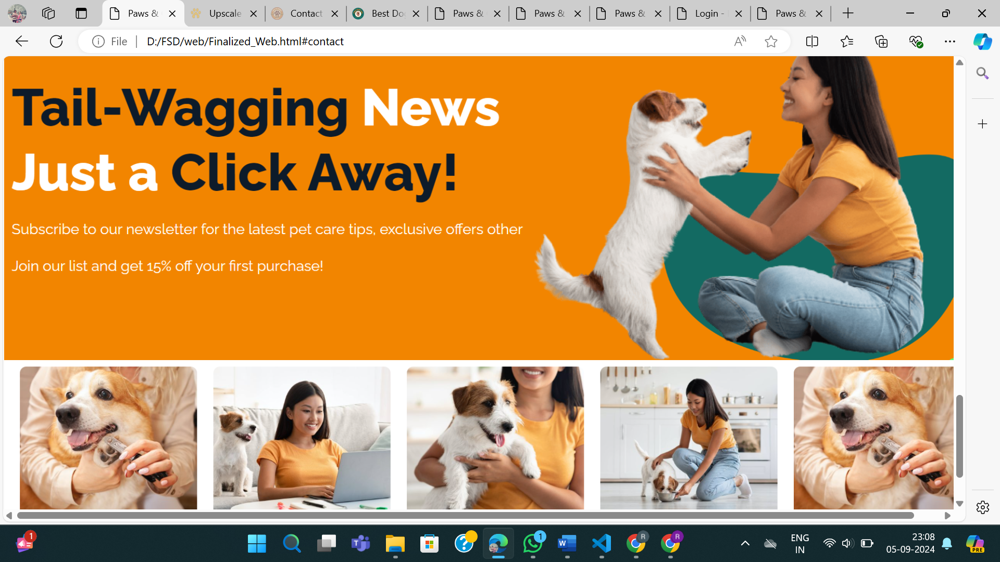 Paws &
Upscale
Contact
Best Do
Paws &
Paws &
Paws &
Login -
Paws &
File
D:/FSD/web/Finalized_Web.html#contact
Tail-Wagging News
Just a Click Away!
Subscribe to our newsletter for the latest pet care tips, exclusive offers other
Join our list and get 15% off your first purchase!
1
1
R
R
ENG
IN
23:08
05-09-2024
PRE